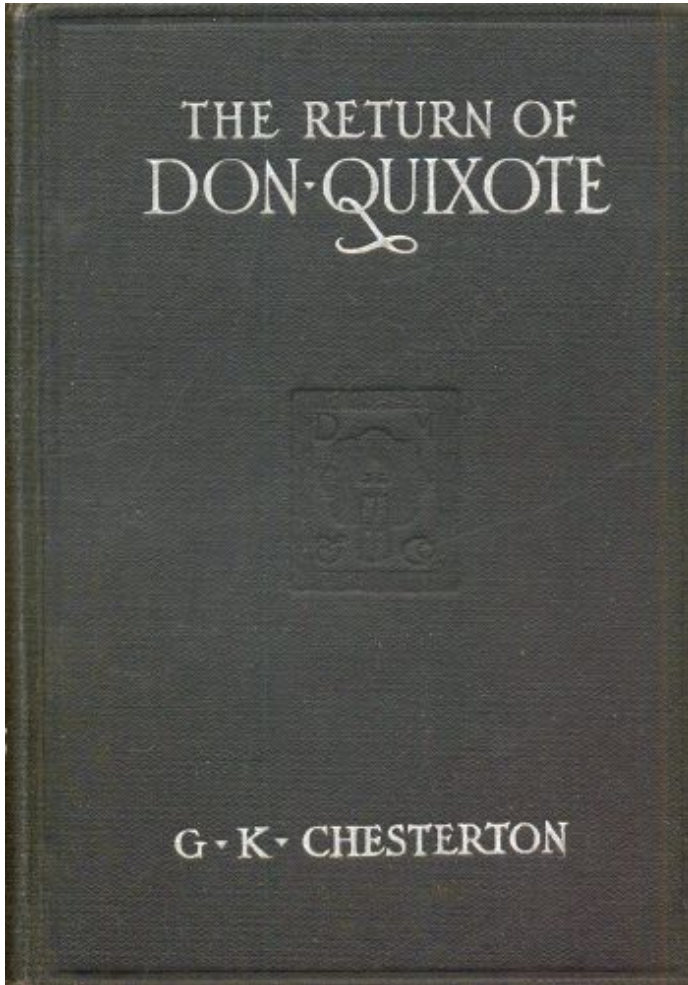 THE RETURN OF
DON·QUIXOTE
D M
& C
G·K·CHESTERTON